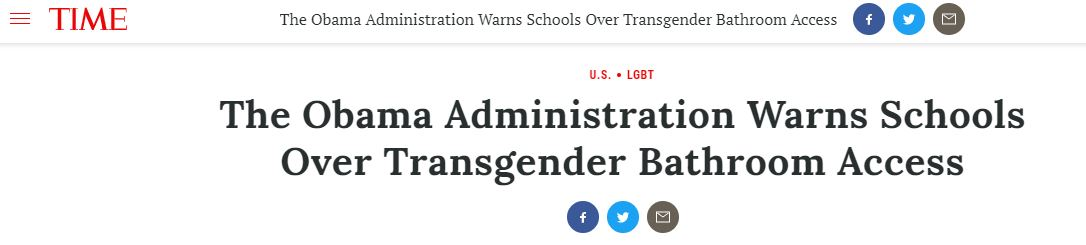 TIME
The Obama Administration Warns Schools Over Transgender Bathroom Access
U.S. • LGBT
The Obama Administration Warns Schools
Over Transgender Bathroom Access